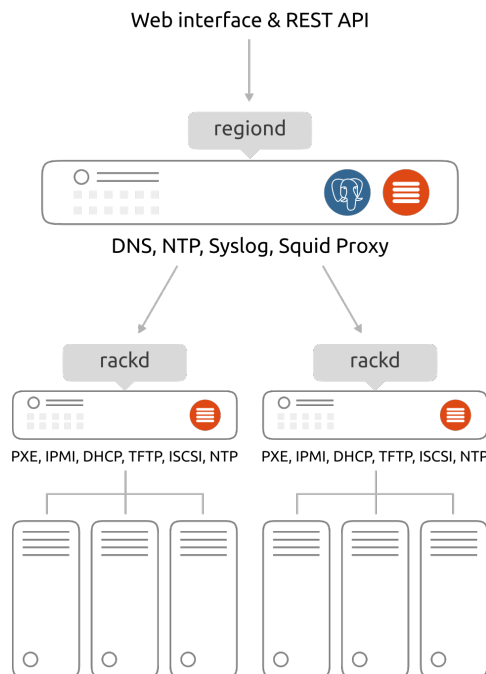 Web interface & REST API
regiond
DNS, NTP, Syslog, Squid Proxy
rackd
rackd
PXE, IPMI, DHCP, TFTP, ISCSI, NTP
PXE, IPMI, DHCP, TFTP, ISCSI, NTP